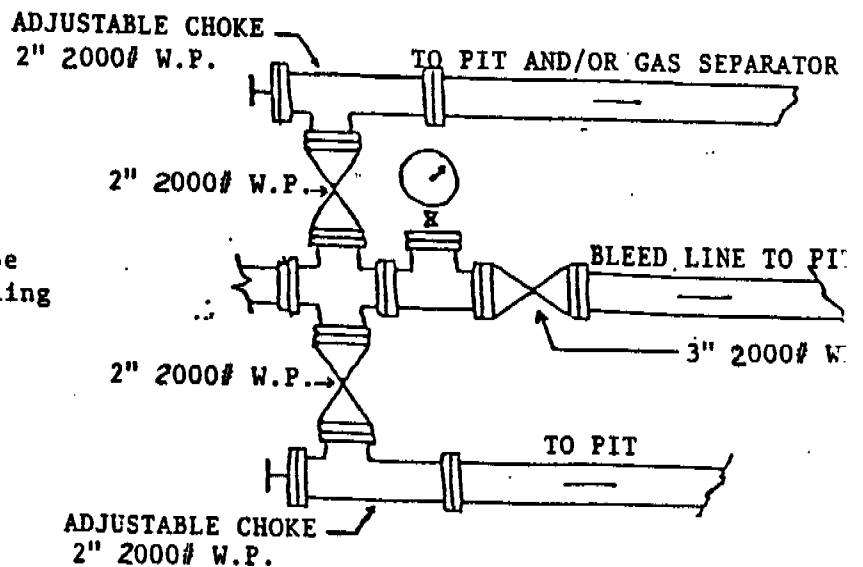 ADJUSTABLE CHOKE
2" 2000# W.P.
TO PIT AND/OR GAS SEPARATOR
2" 2000# W.P.
BLEED LINE TO PIT
3" 2000# W
2" 2000# W.P.
TO PIT
ADJUSTABLE CHOKE
2" 2000# W.P.